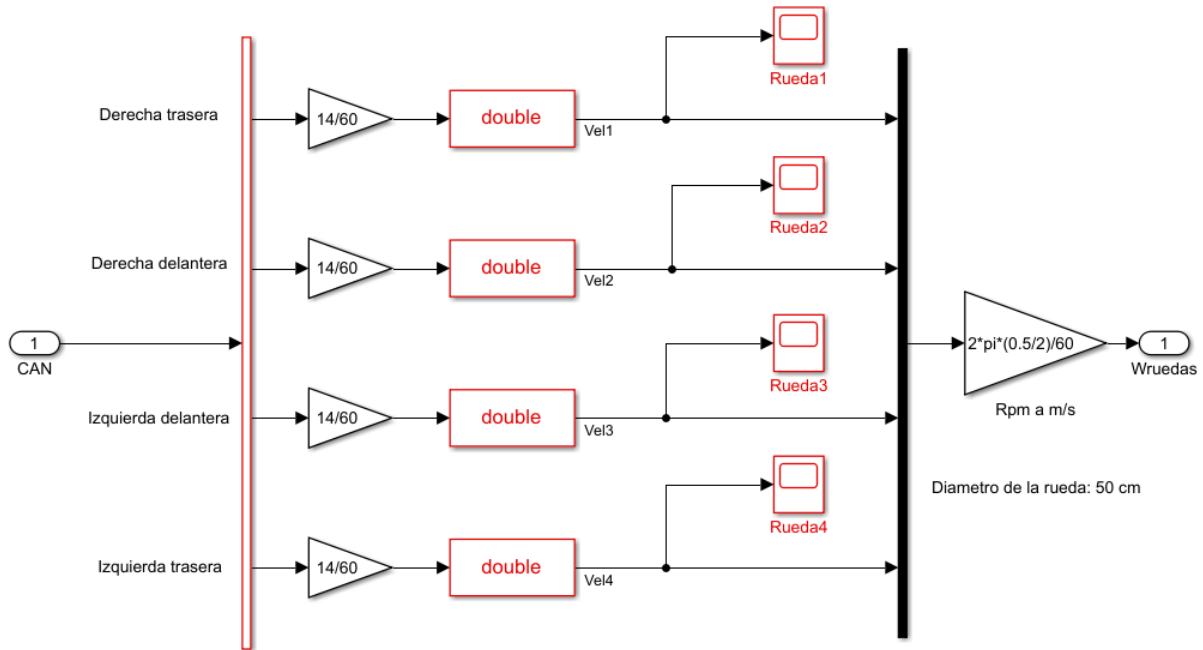 Rueda1
Derecha trasera
14/60
double
Vel1
Rueda2
Derecha delantera
14/60
double
Vel2
1
CAN
Rueda3
2*pi*(0.5/2)/60
Rpm a m/s
1
Wruedas
Izquierda delantera
14/60
double
Vel3
Diametro de la rueda: 50 cm
Rueda4
Izquierda trasera
14/60
double
Vel4